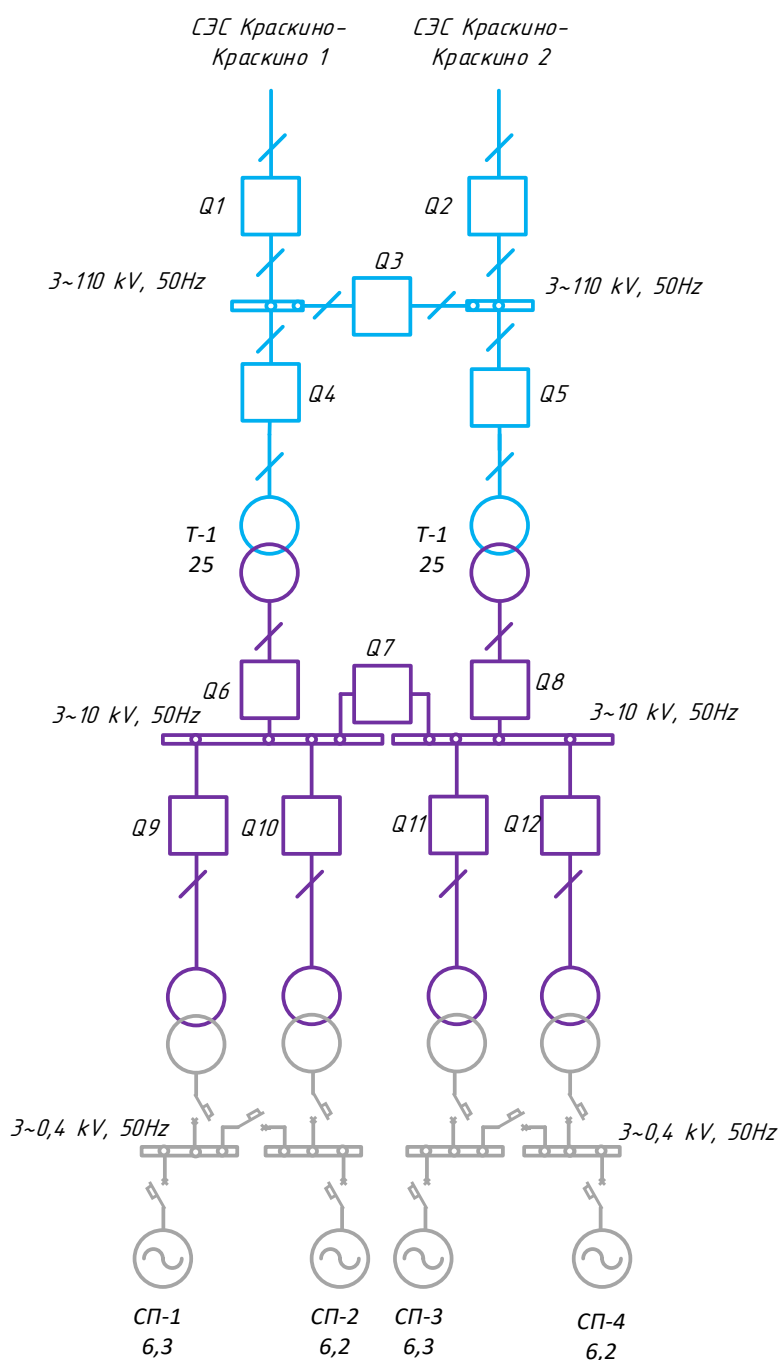 СЭС Краскино-
Краскино 1
СЭС Краскино-
Краскино 2
Q1
Q2
Q3
3~110 kV, 50Hz
3~110 kV, 50Hz
Q4
Q5
Т-1
25
Т-1
25
Q7
Q6
Q8
3~10 kV, 50Hz
3~10 kV, 50Hz
Q9
Q10
Q11
Q12
3~0,4 kV, 50Hz
3~0,4 kV, 50Hz
СП-1
6,3
СП-2
6,2
СП-3
6,3
СП-4
6,2